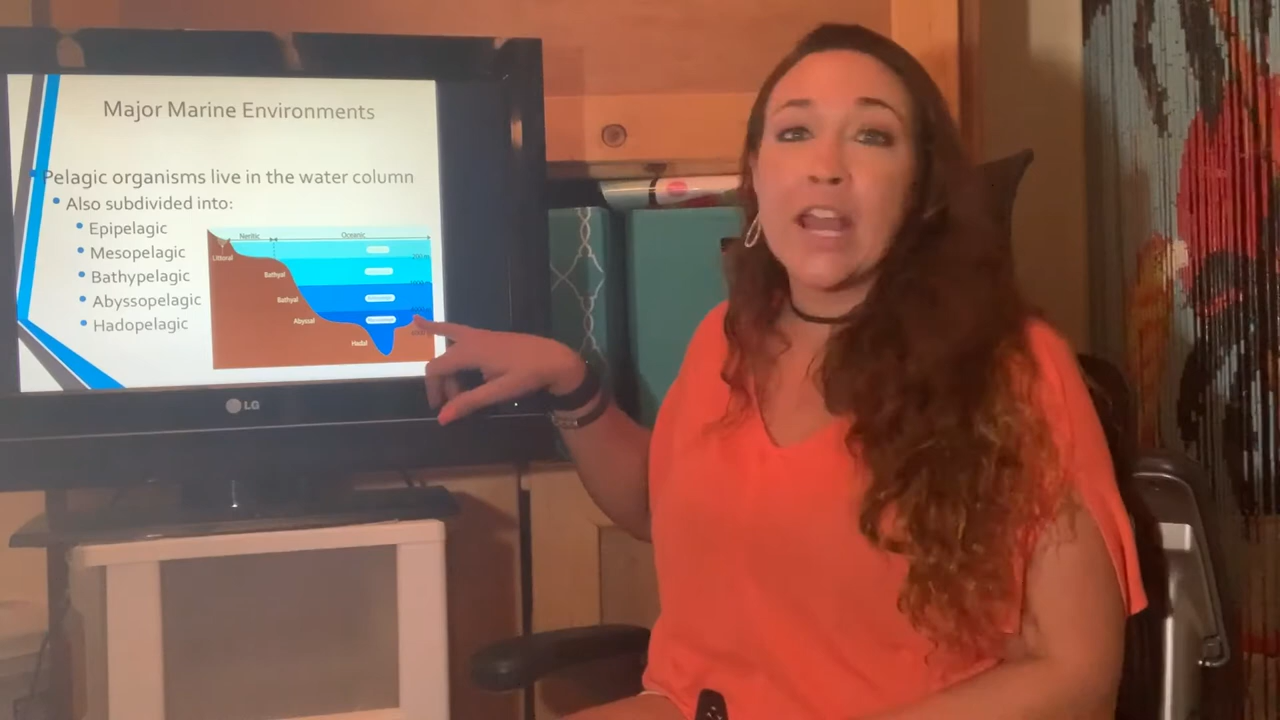 Major Marine Environments
Pelagic organisms live in the water column
Also subdivided into:
Epipelagic
Mesopelagic
Bathypelagic
Abyssopelagic
Hadopelagic
Neritic
Oceanic
Littoral
Bathyal
Bathyal
Abyssal
Hadal
LG